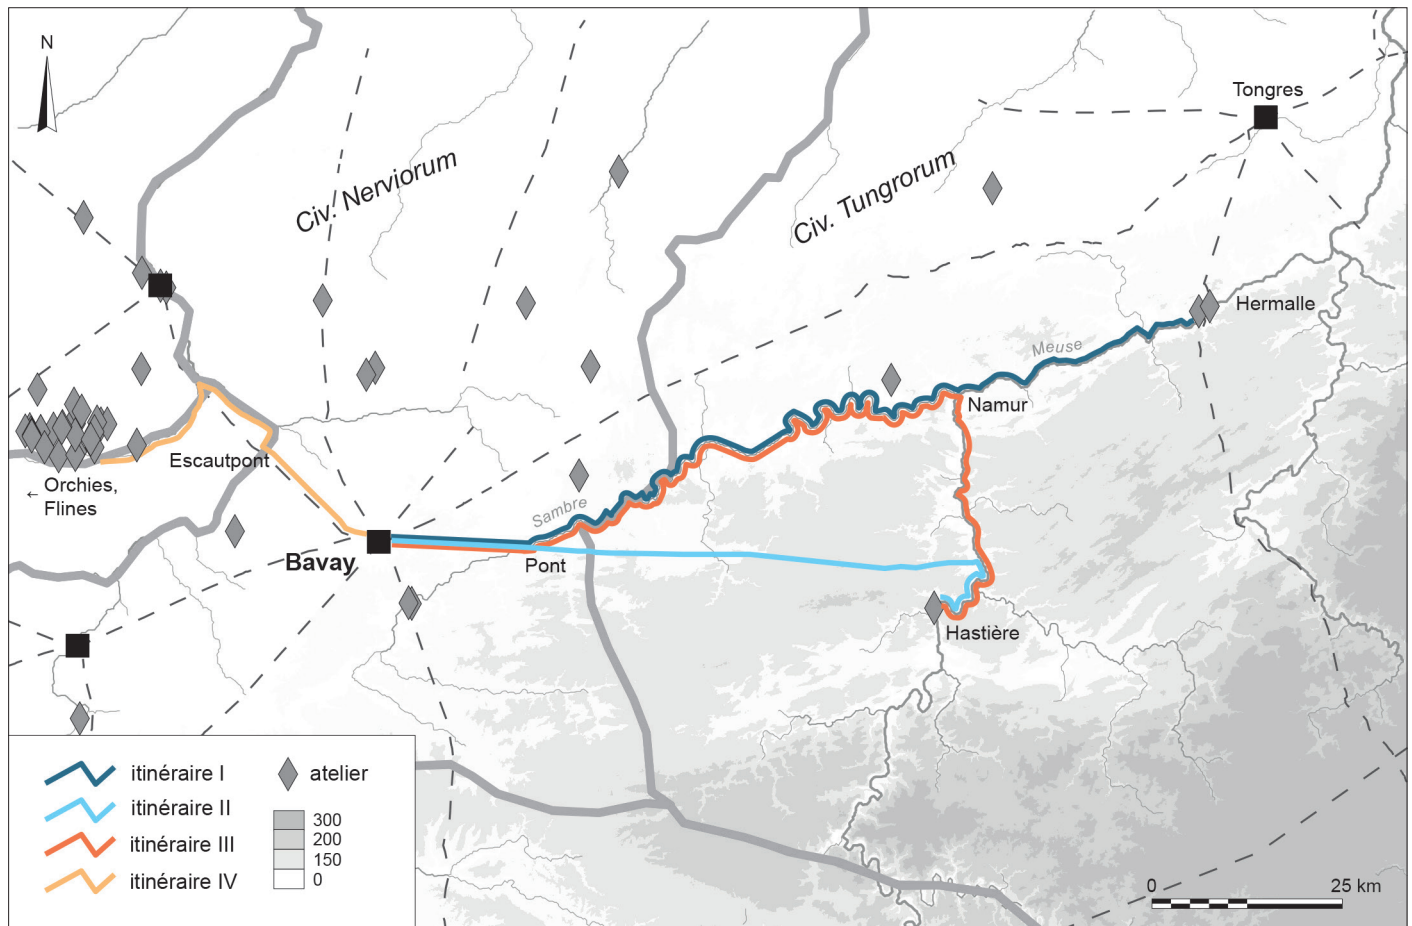 N
Tongres
Civ. Nerviorum
Civ. Tungrorum
Hermalle
Meuse
Namur
Escautpont
← Orchies,
Flines
Sambre
Bavay
Pont
Hastière
itinéraire I
itinéraire II
itinéraire III
itinéraire IV
atelier
300
200
150
0
0 25 km